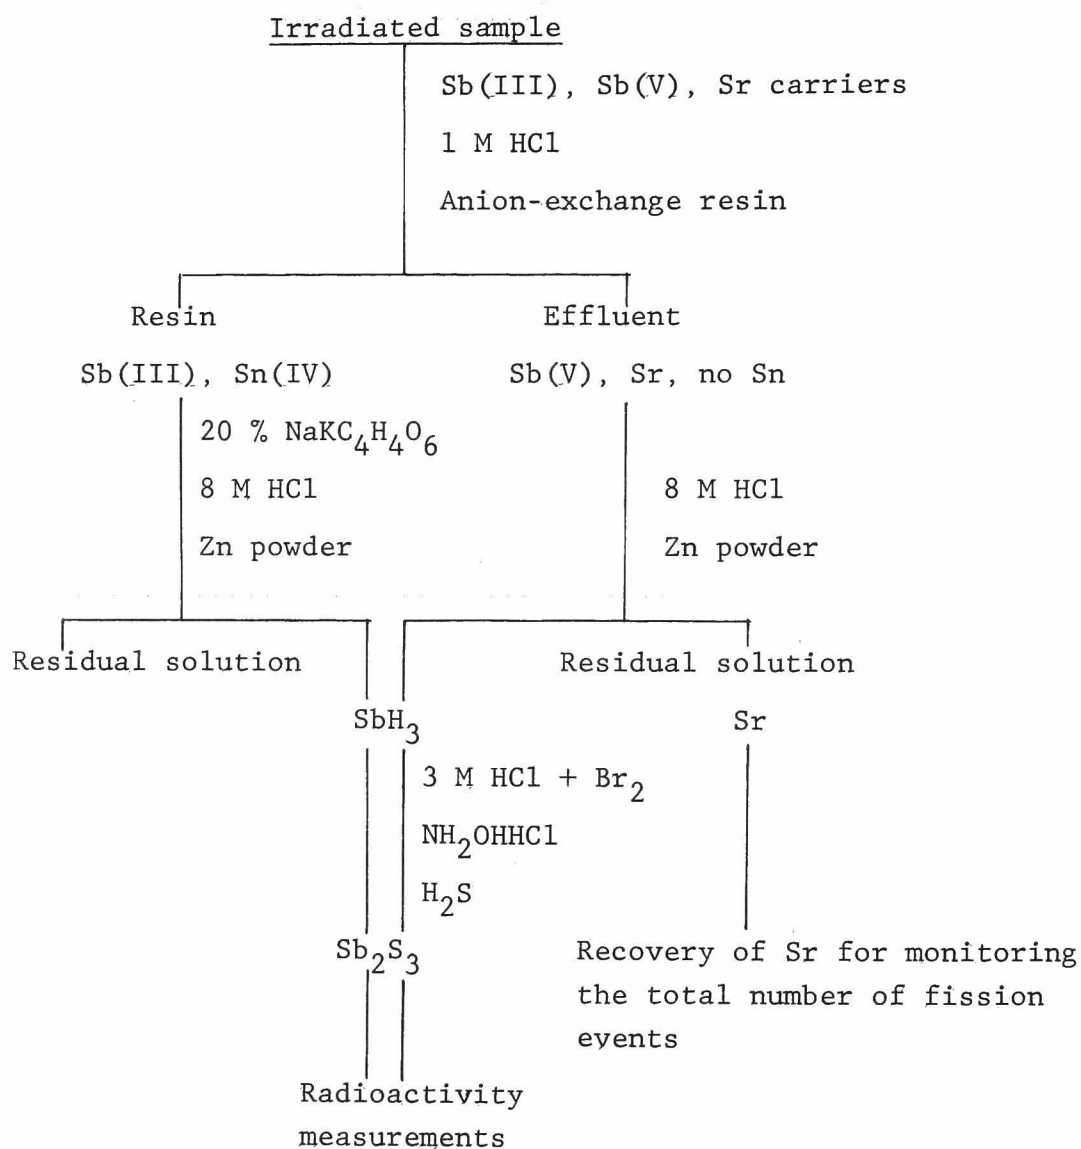 Irradiated sample
Sb(III), Sb(V), Sr carriers
1 M HCl
Anion-exchange resin
Resin
Effluent
Sb(III), Sn(IV)
Sb(V), Sr, no Sn
20 % NaKC4H4O6
8 M HCl
Zn powder
8 M HCl
Zn powder
Residual solution
Residual solution
SbH3
Sr
3 M HCl + Br2
NH2OHHCl
H2S
Sb2S3
Recovery of Sr for monitoring
the total number of fission
events
Radioactivity
measurements